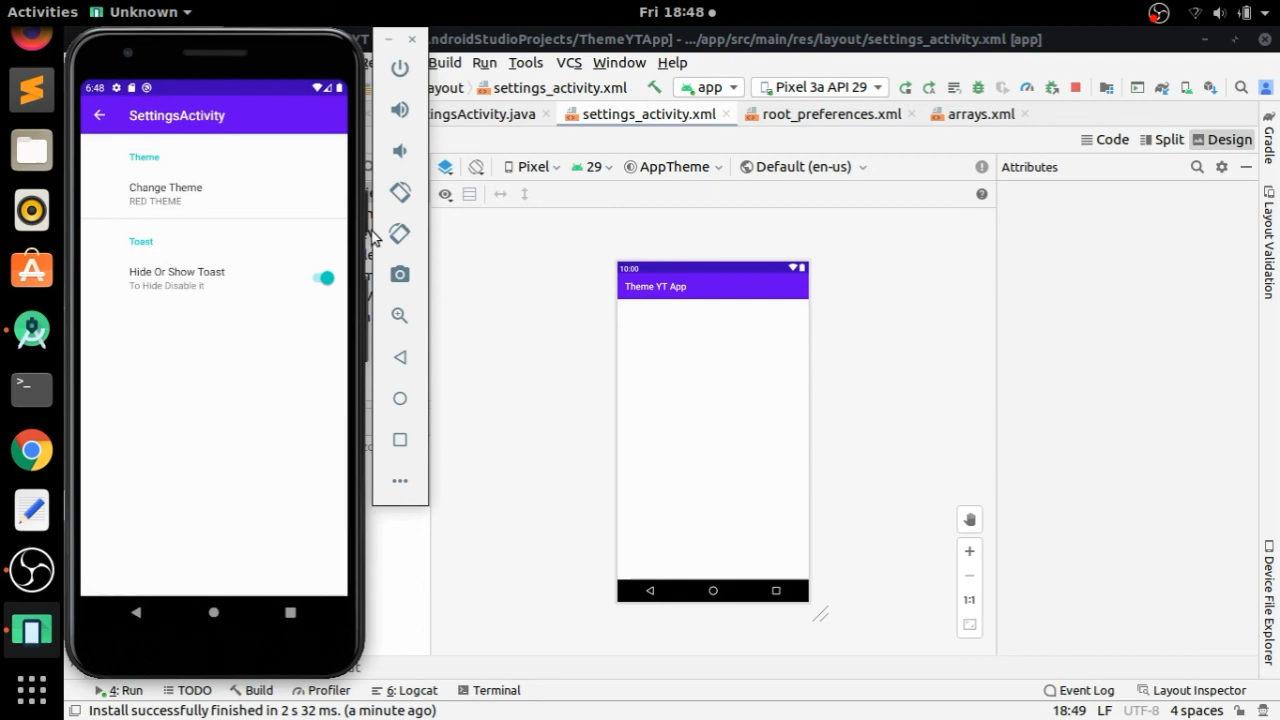 Activities
Unknown
Fri 18:48
AndroidStudioProjects/ThemeYTApp] - .../app/src/main/res/layout/settings_activity.xml [app]
Build
Run
Tools
VCS
Window
Help
settings_activity.xml
app
Pixel 3a API 29
settings_activity.xml
root_preferences.xml
arrays.xml
Code
Split
Design
Pixel
29
AppTheme
Default (en-us)
Attributes
Gradle
Layout Validation
Device File Explorer
6:48
SettingsActivity
Theme
Change Theme
RED THEME
Toast
Hide Or Show Toast
To Hide Disable it
10:00
Theme YT App
1:1
4: Run
TODO
Build
Profiler
6: Logcat
Terminal
Event Log
Layout Inspector
Install successfully finished in 2 s 32 ms. (a minute ago)
18:49
LF
UTF-8
4 spaces